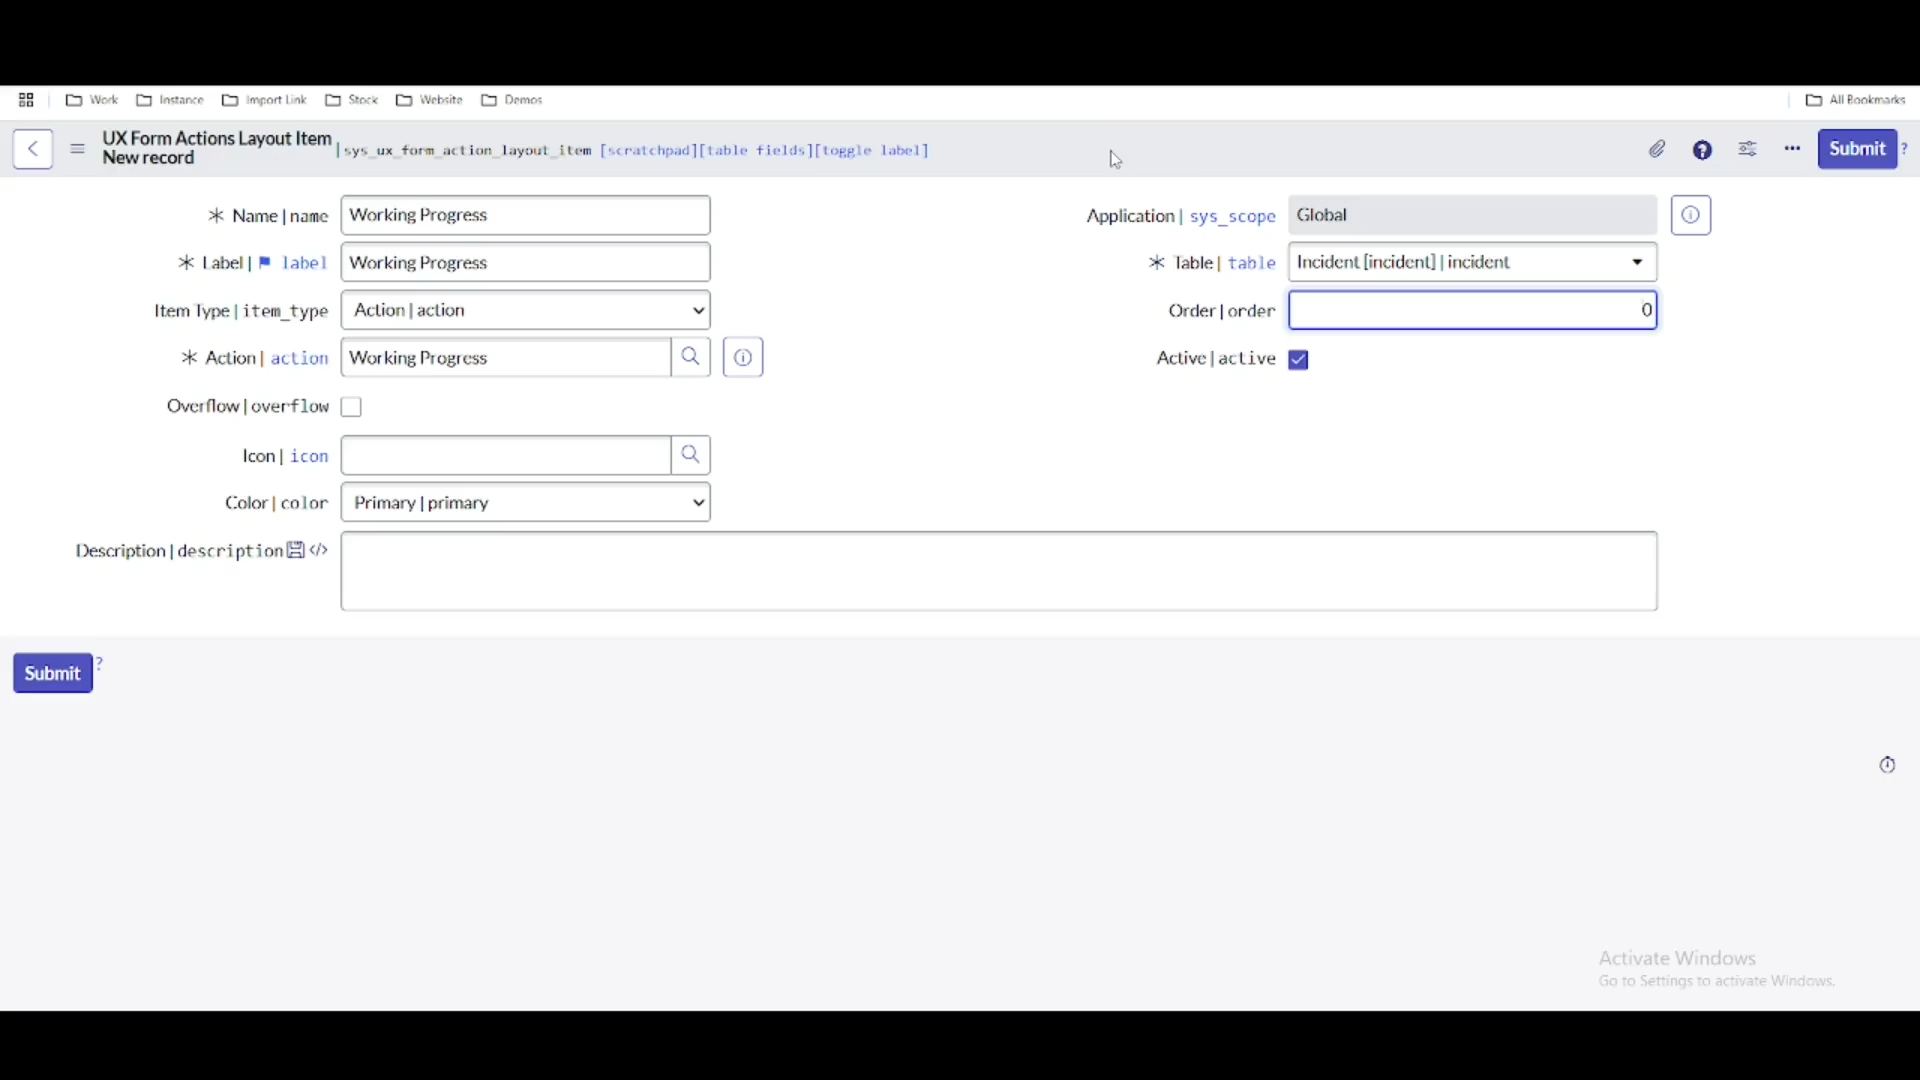 Work Instance Import Link Stock Website Demos All Bookmarks
UX Form Actions Layout Item
New record
|sys_ux_form_action_layout_item [scratchpad][table fields][toggle label]
Submit ?
* Name | name Working Progress
Application | sys_scope Global
* Label | label Working Progress
* Table | table Incident [incident] | incident
Item Type | item_type Action | action
Order | order 0
* Action | action Working Progress
Active | active
Overflow | overflow
Icon | icon
Color | color Primary | primary
Description | description </>
Submit ?
Activate Windows
Go to Settings to activate Windows.